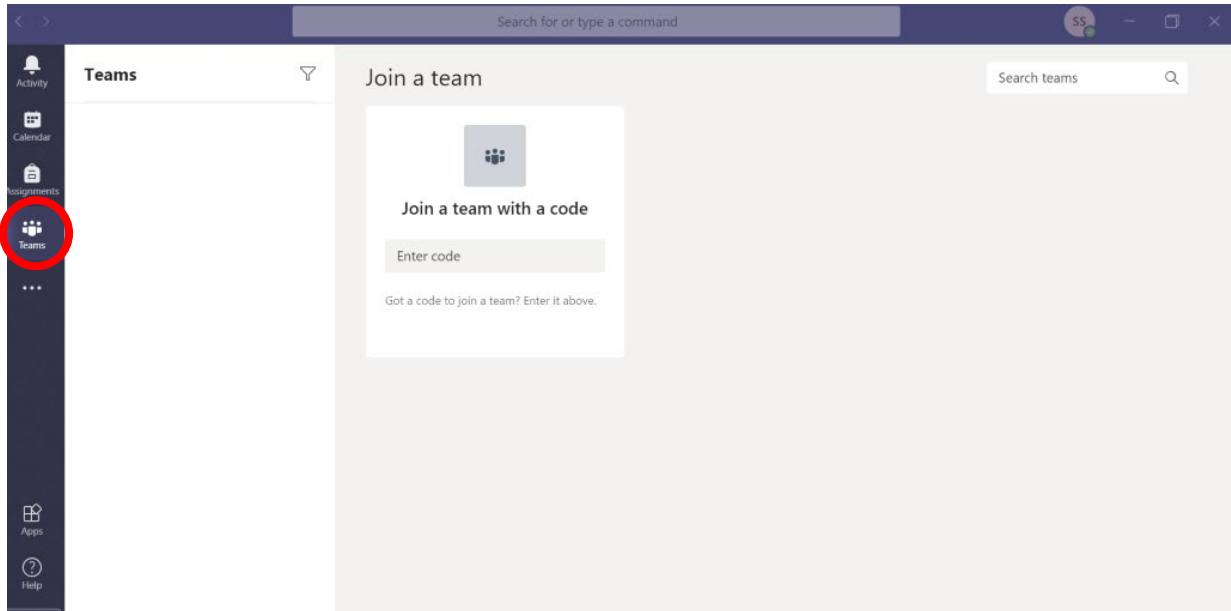 Search for or type a command
SS
Activity
Calendar
Assignments
Teams
Apps
Help
Teams
Join a team
Search teams
Join a team with a code
Enter code
Got a code to join a team? Enter it above.